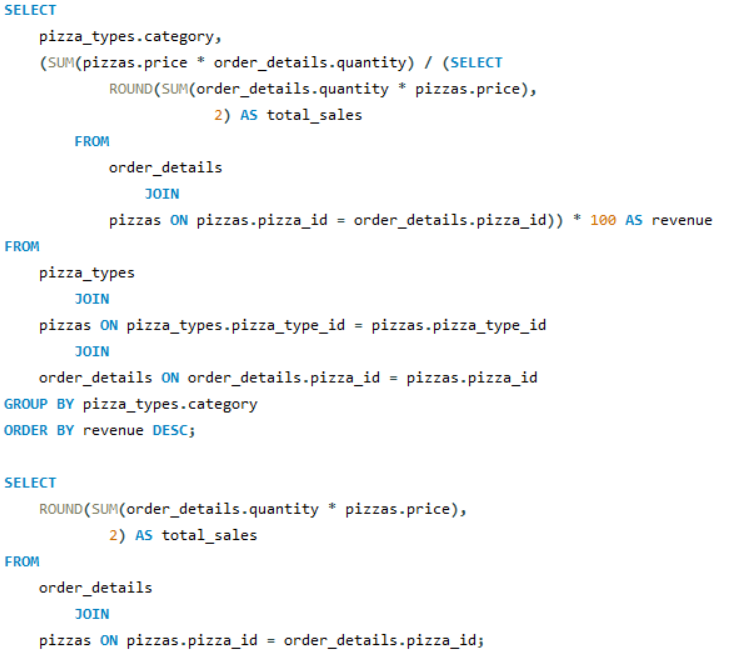 SELECT
    pizza_types.category,
    (SUM(pizzas.price * order_details.quantity) / (SELECT
            ROUND(SUM(order_details.quantity * pizzas.price),
                        2) AS total_sales
        FROM
            order_details
                JOIN
            pizzas ON pizzas.pizza_id = order_details.pizza_id)) * 100 AS revenue
FROM
    pizza_types
        JOIN
    pizzas ON pizza_types.pizza_type_id = pizzas.pizza_type_id
        JOIN
    order_details ON order_details.pizza_id = pizzas.pizza_id
GROUP BY pizza_types.category
ORDER BY revenue DESC;

SELECT
    ROUND(SUM(order_details.quantity * pizzas.price),
            2) AS total_sales
FROM
    order_details
        JOIN
    pizzas ON pizzas.pizza_id = order_details.pizza_id;